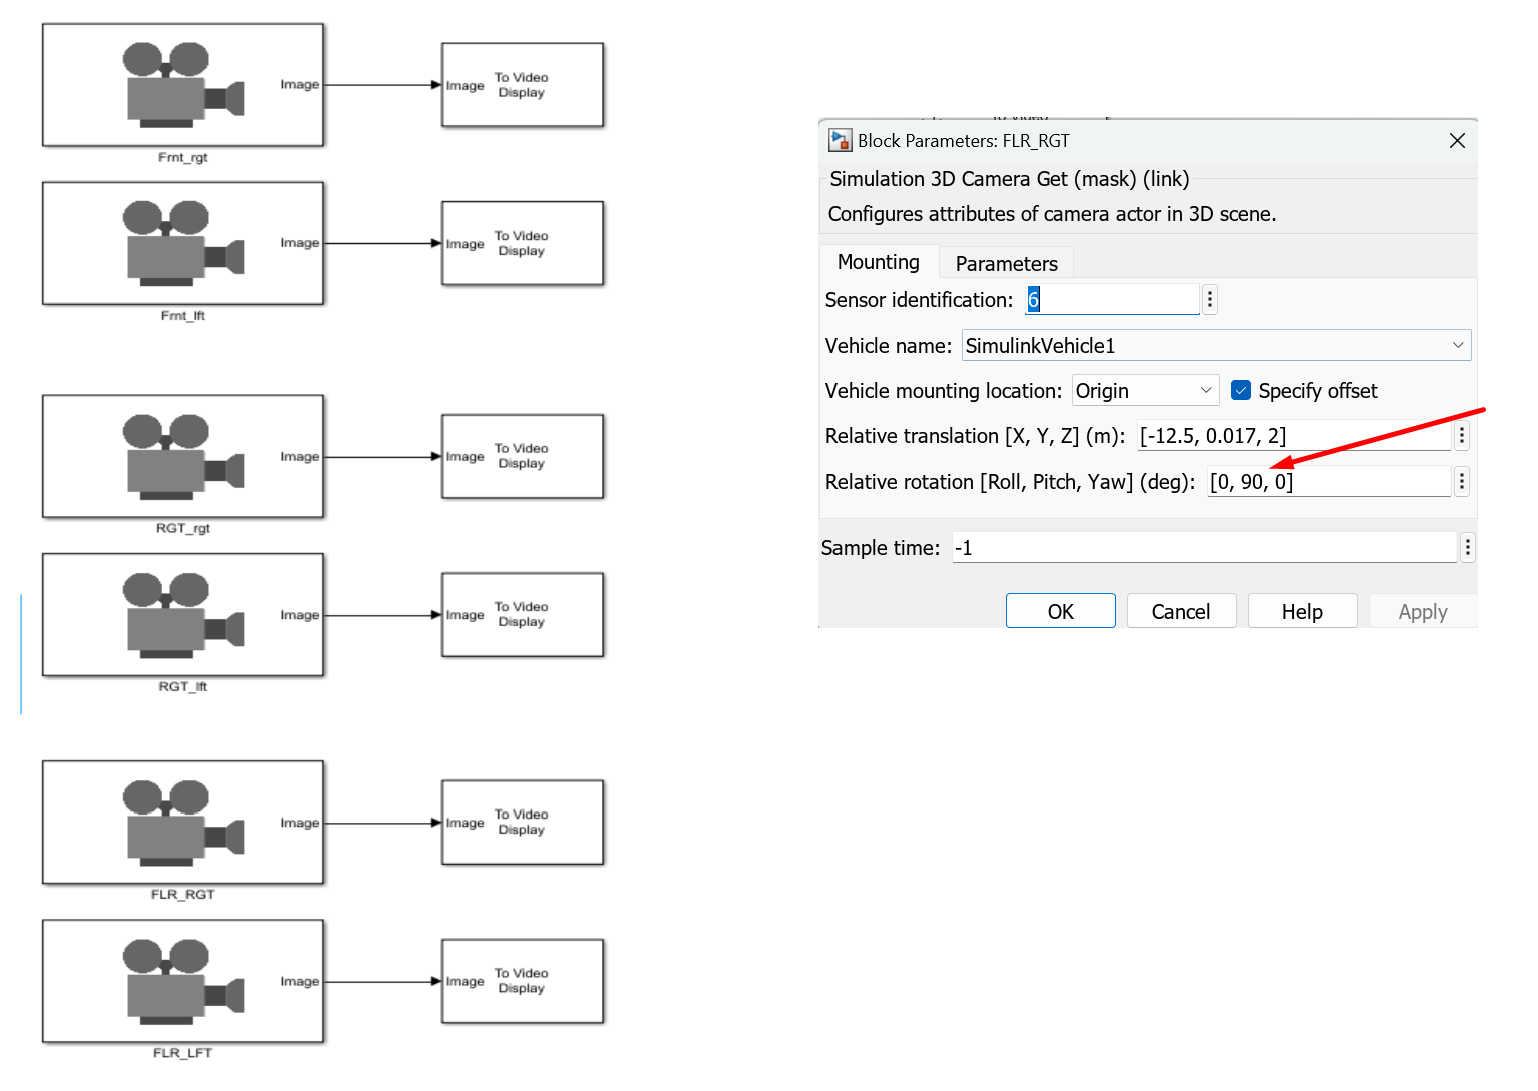 Image
Image
To Video
Display
Frnt_rgt
Image
Image
To Video
Display
Frnt_lft
Image
Image
To Video
Display
RGT_rgt
Image
Image
To Video
Display
RGT_lft
Image
Image
To Video
Display
FLR_RGT
Image
Image
To Video
Display
FLR_LFT
Block Parameters: FLR_RGT
Simulation 3D Camera Get (mask) (link)
Configures attributes of camera actor in 3D scene.
Mounting Parameters
Sensor identification: 6
Vehicle name: SimulinkVehicle1
Vehicle mounting location: Origin Specify offset
Relative translation [X, Y, Z] (m): [-12.5, 0.017, 2]
Relative rotation [Roll, Pitch, Yaw] (deg): [0, 90, 0]
Sample time: -1
OK Cancel Help Apply